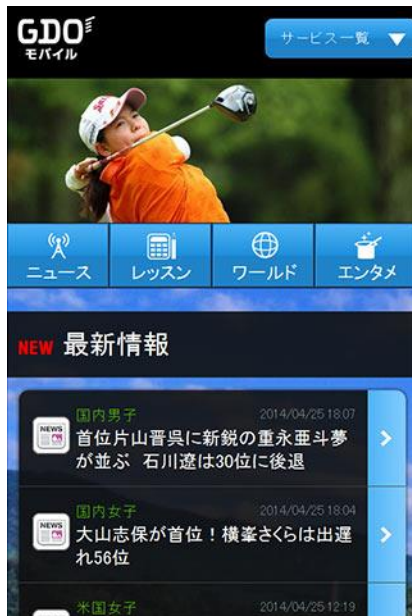 GDO
モバイル
サービス一覧
ニュース レッスン ワールド エンタメ
NEW 最新情報
国内男子 2014/04/25 18:07
NEWS
首位片山晋呉に新鋭の重永亜斗夢
が並ぶ 石川遼は30位に後退
国内女子 2014/04/25 18:04
NEWS
大山志保が首位！横峯さくらは出遅
れ56位
米国女子 2014/04/25 12:19